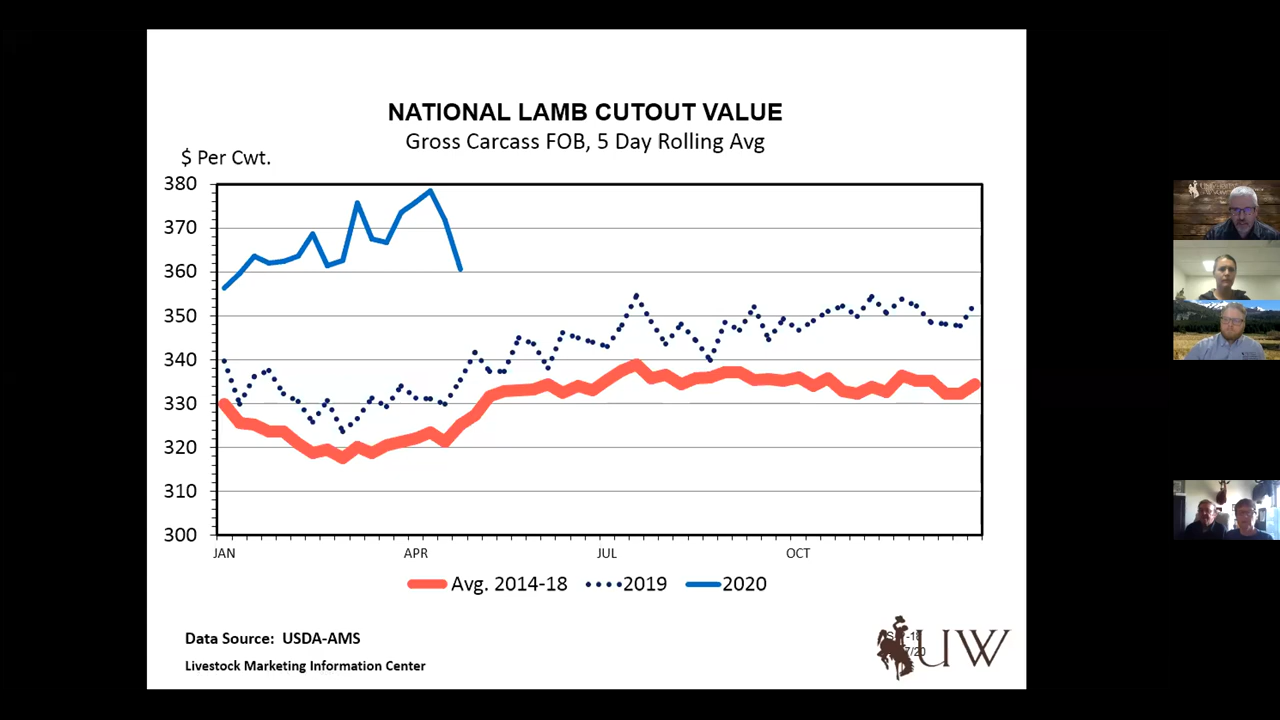 NATIONAL LAMB CUTOUT VALUE
Gross Carcass FOB, 5 Day Rolling Avg
$ Per Cwt.
380
370
360
350
340
330
320
310
300
JAN APR JUL OCT
Avg. 2014-18 2019 2020
Data Source: USDA-AMS
Livestock Marketing Information Center
UW